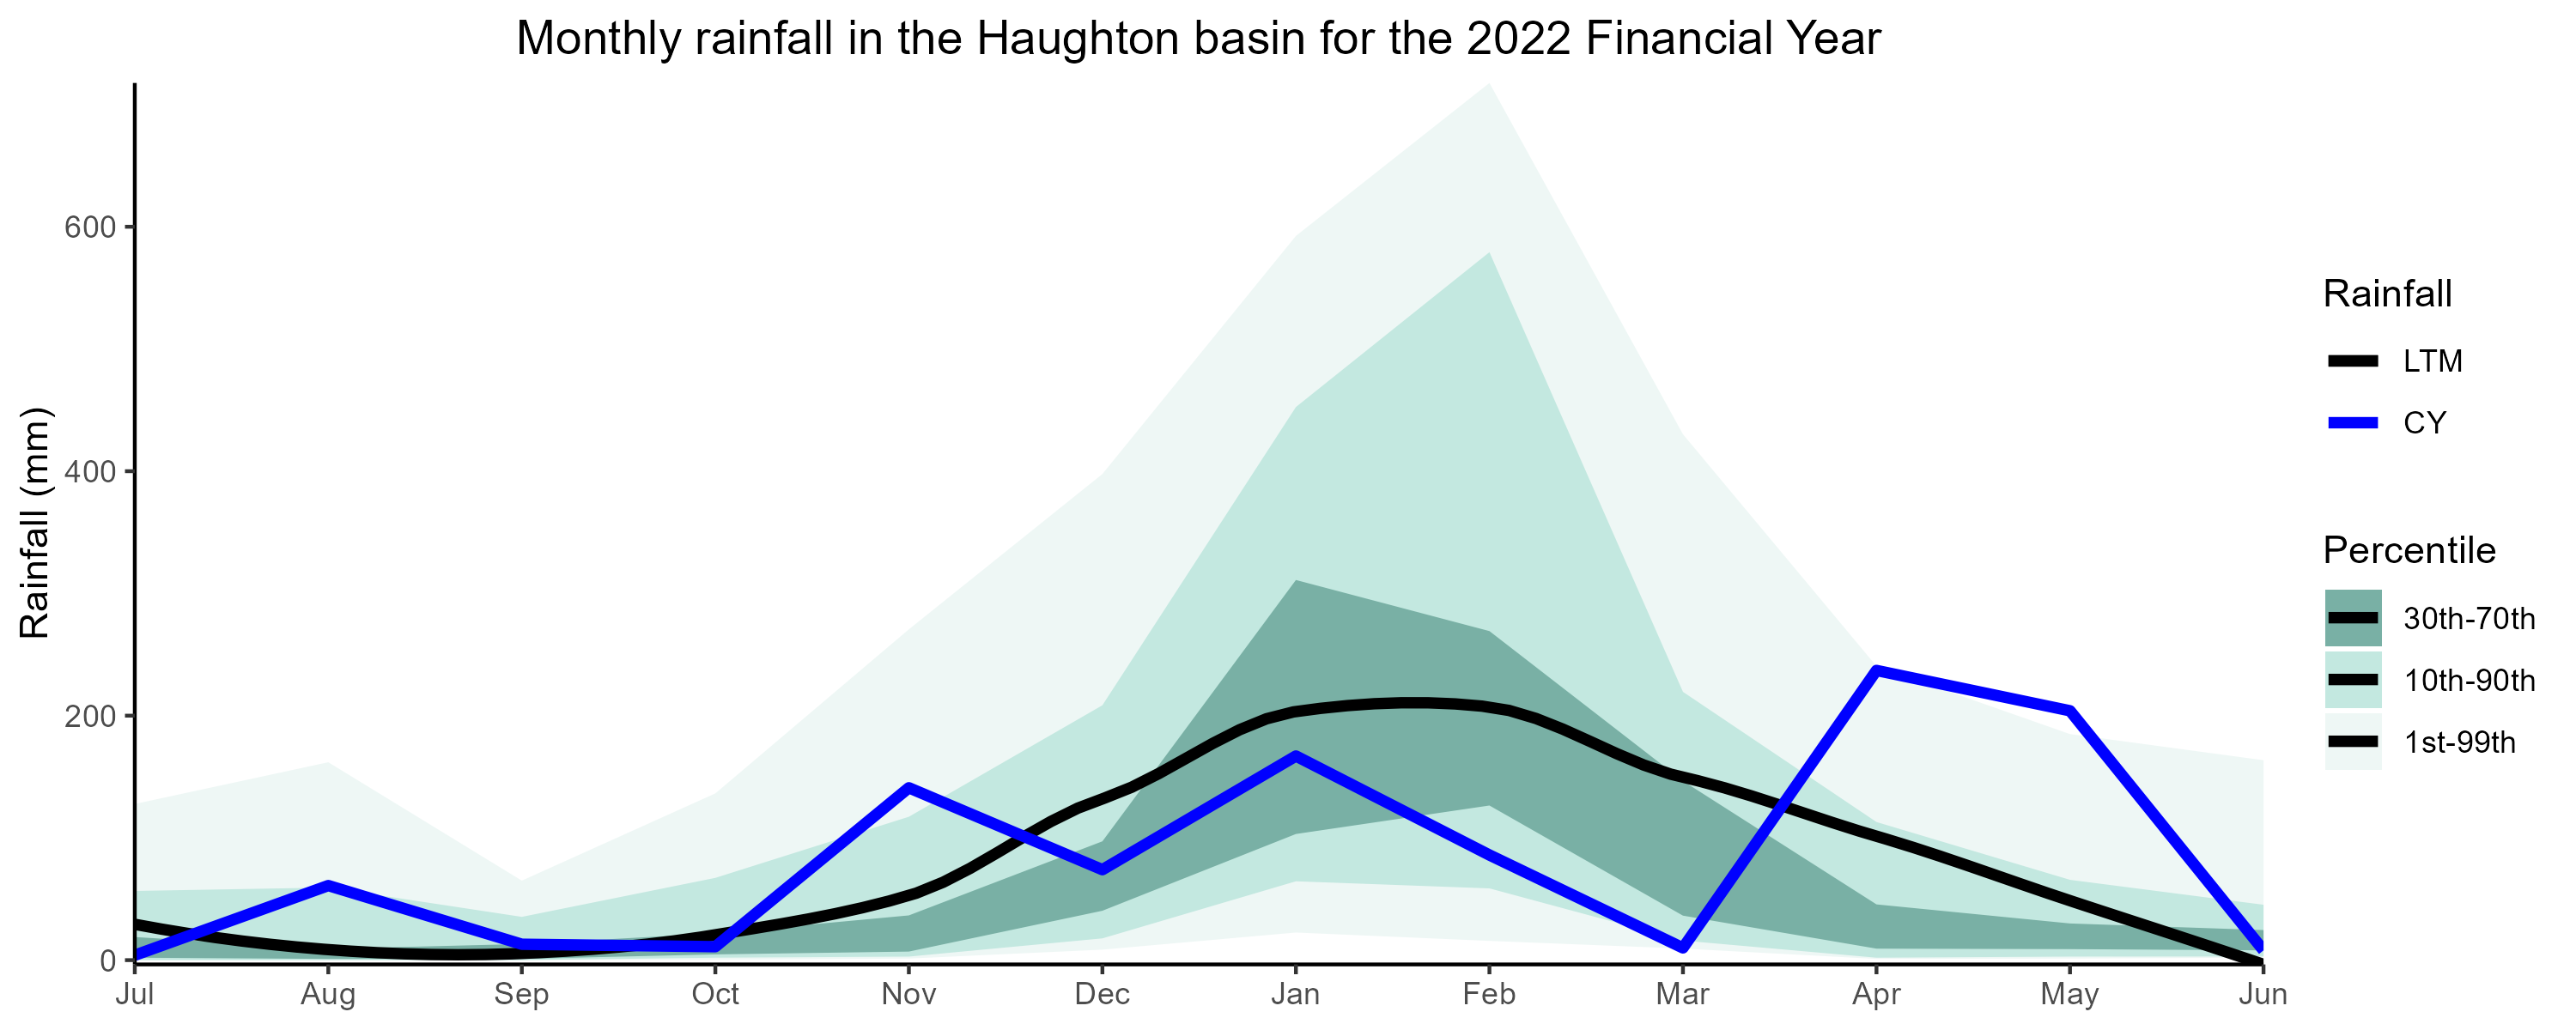 Monthly rainfall in the Haughton basin for the 2022 Financial Year
Rainfall (mm)
600
400
200
0
Jul Aug Sep Oct Nov Dec Jan Feb Mar Apr May Jun
Rainfall
LTM
CY
Percentile
30th-70th
10th-90th
1st-99th